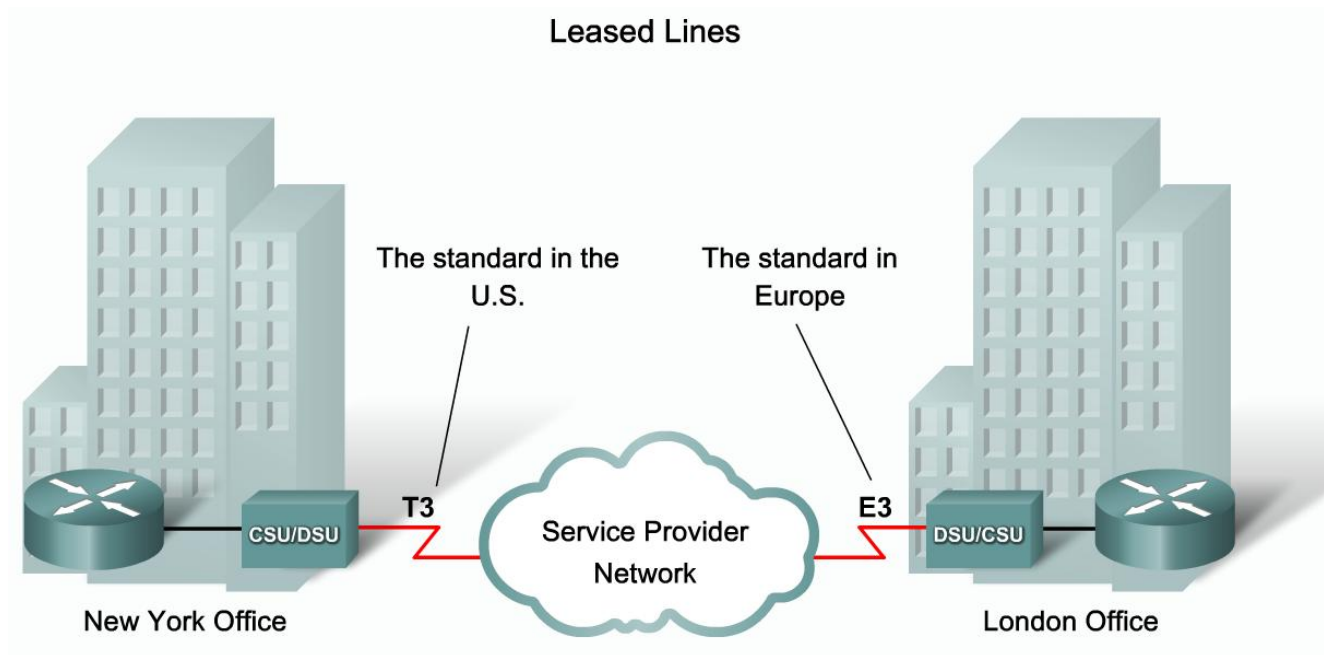 Leased Lines
The standard in the
U.S.
The standard in
Europe
T3
E3
CSU/DSU
Service Provider
Network
DSU/CSU
New York Office
London Office